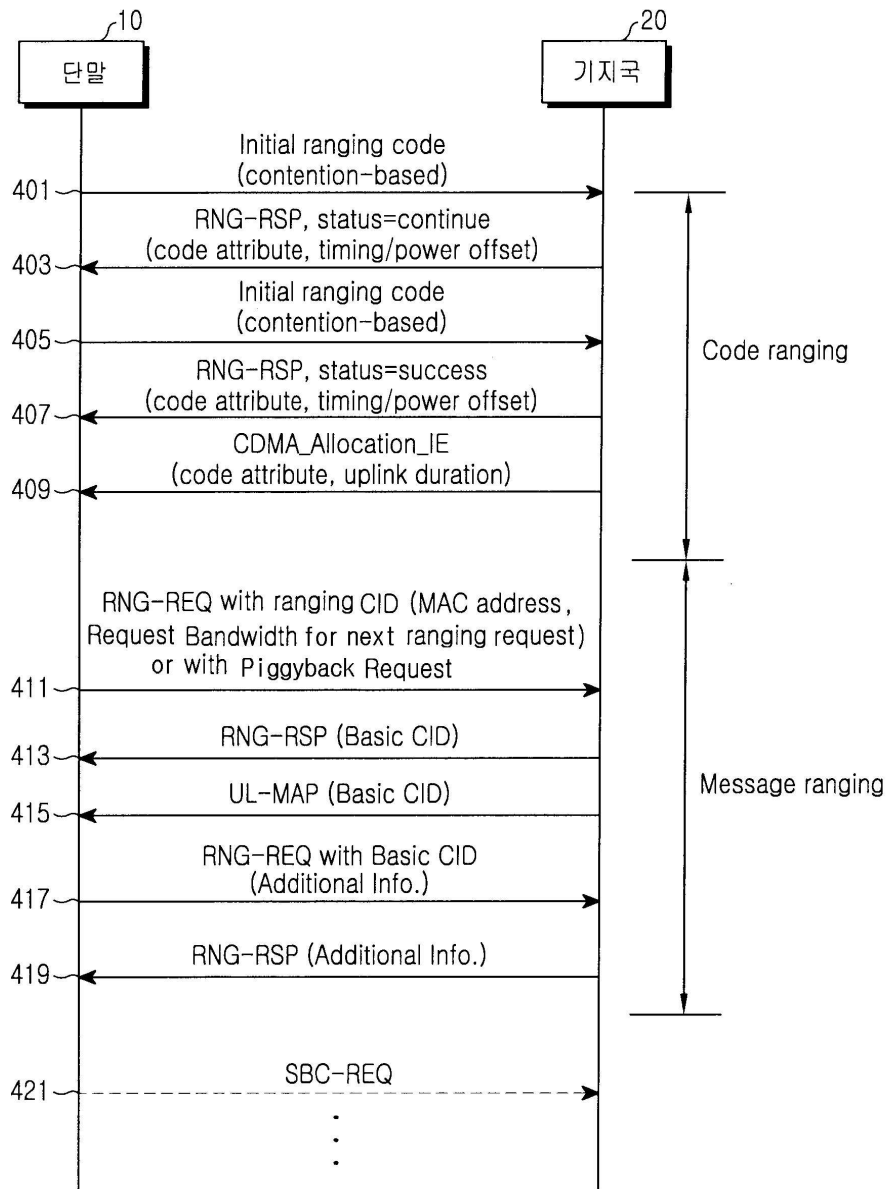 10
20
단말
기지국
Initial ranging code
(contention-based)
401
RNG-RSP, status=continue
(code attribute, timing/power offset)
403
Initial ranging code
(contention-based)
405
Code ranging
RNG-RSP, status=success
(code attribute, timing/power offset)
407
CDMA_Allocation_IE
(code attribute, uplink duration)
409
RNG-REQ with ranging CID (MAC address,
Request Bandwidth for next ranging request)
or with Piggyback Request
411
RNG-RSP (Basic CID)
413
Message ranging
UL-MAP (Basic CID)
415
RNG-REQ with Basic CID
(Additional Info.)
417
RNG-RSP (Additional Info.)
419
SBC-REQ
421